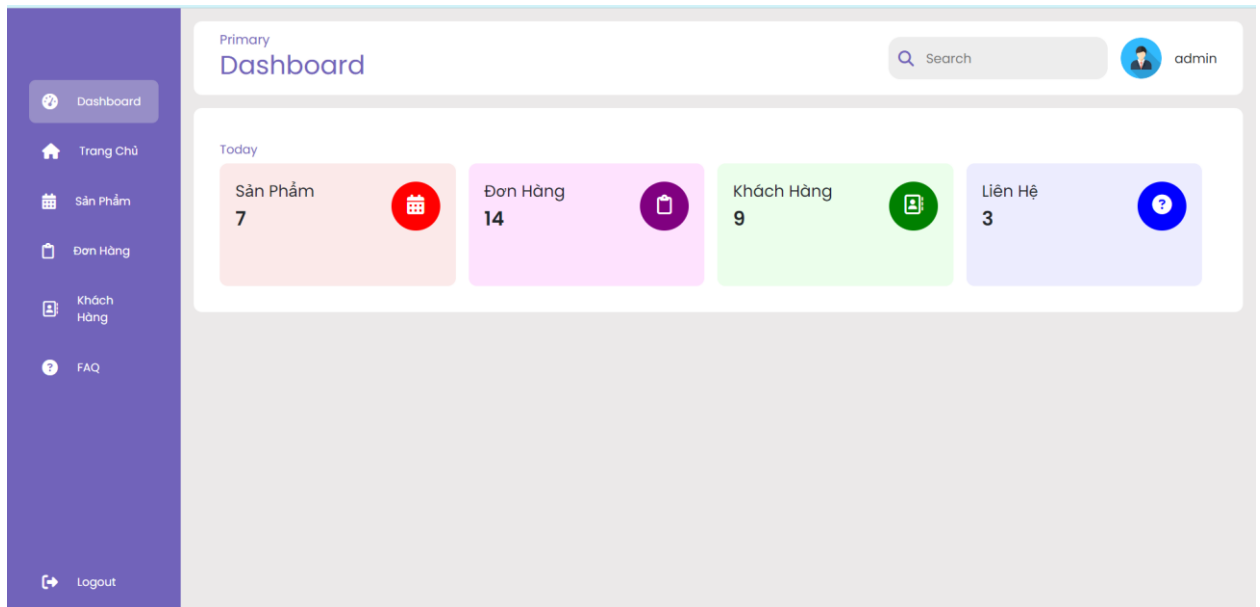 Dashboard
Trang Chủ
Sản Phẩm
Đơn Hàng
Khách
Hàng
FAQ
Logout
Primary
Dashboard
Search
admin
Today
Sản Phẩm
7
Đơn Hàng
14
Khách Hàng
9
Liên Hệ
3